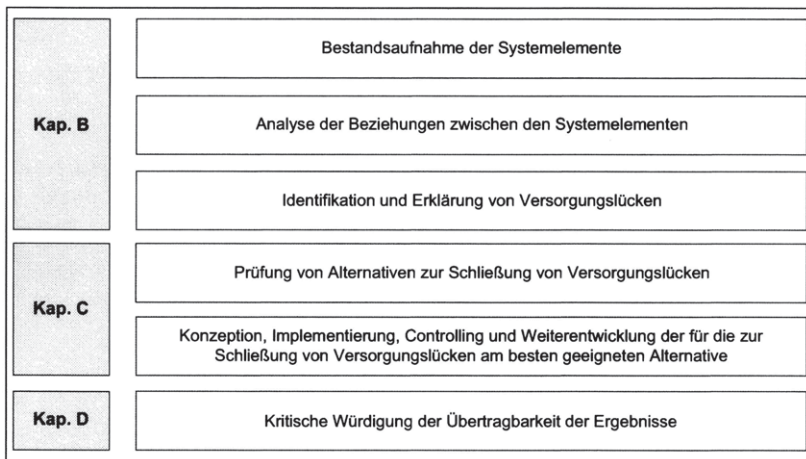 Kap. B
Bestandsaufnahme der Systemelemente
Analyse der Beziehungen zwischen den Systemelementen
Identifikation und Erklärung von Versorgungslücken
Kap. C
Prüfung von Alternativen zur Schließung von Versorgungslücken
Konzeption, Implementierung, Controlling und Weiterentwicklung der für die zur
Schließung von Versorgungslücken am besten geeigneten Alternative
Kap. D
Kritische Würdigung der Übertragbarkeit der Ergebnisse